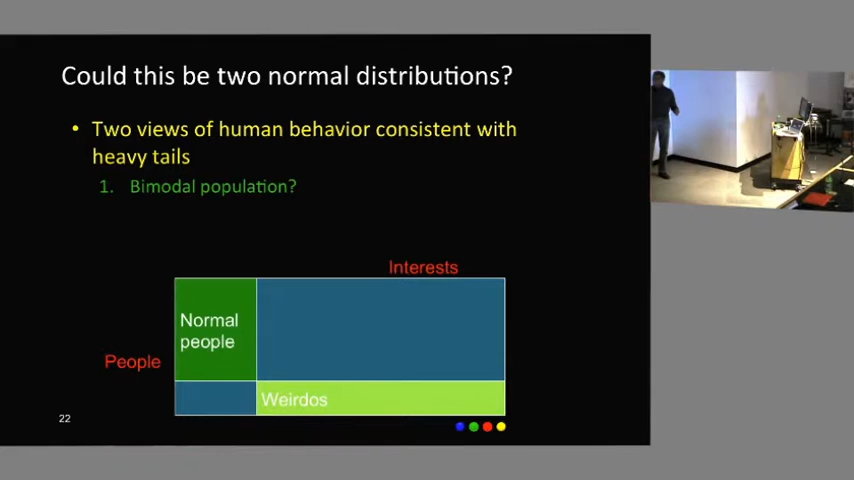 Could this be two normal distributions?
• Two views of human behavior consistent with
heavy tails
1. Bimodal population?
Interests
Normal
people
People
Weirdos
22